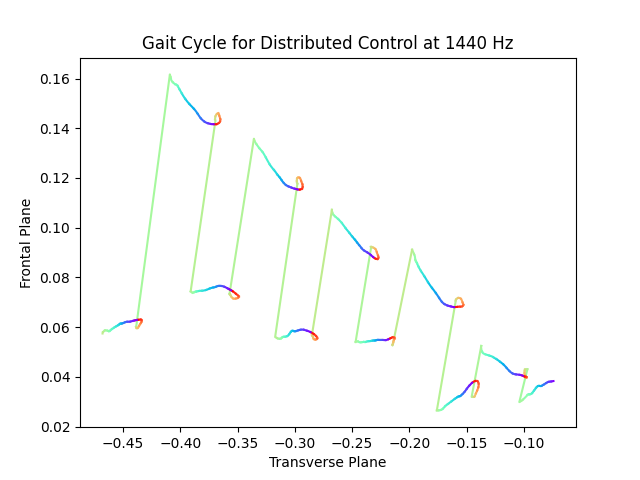 Gait Cycle for Distributed Control at 1440 Hz
0.16
0.14
0.12
0.10
0.08
0.06
0.04
0.02
Frontal Plane
−0.45 −0.40 −0.35 −0.30 −0.25 −0.20 −0.15 −0.10
Transverse Plane